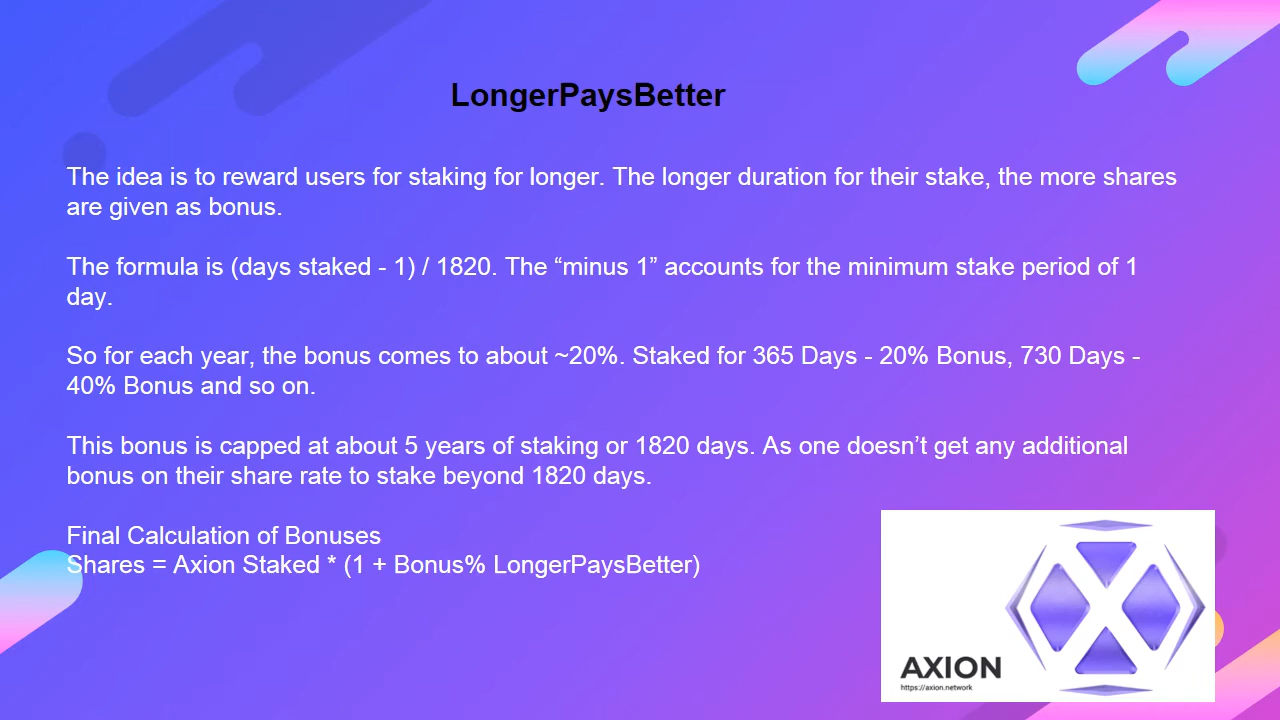 LongerPaysBetter
The idea is to reward users for staking for longer. The longer duration for their stake, the more shares
are given as bonus.
The formula is (days staked - 1) / 1820. The “minus 1” accounts for the minimum stake period of 1
day.
So for each year, the bonus comes to about ~20%. Staked for 365 Days - 20% Bonus, 730 Days -
40% Bonus and so on.
This bonus is capped at about 5 years of staking or 1820 days. As one doesn’t get any additional
bonus on their share rate to stake beyond 1820 days.
Final Calculation of Bonuses
Shares = Axion Staked * (1 + Bonus% LongerPaysBetter)
AXION
https://axion.network